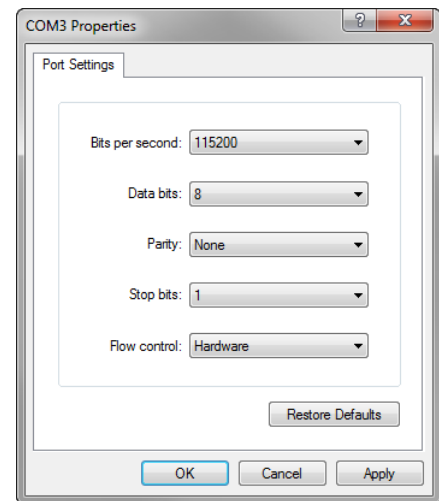 COM3 Properties
Port Settings
Bits per second: 115200
Data bits: 8
Parity: None
Stop bits: 1
Flow control: Hardware
Restore Defaults
OK Cancel Apply